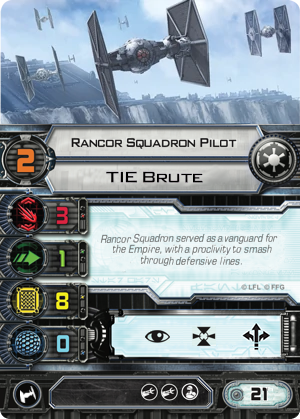 Rancor Squadron Pilot
2
TIE Brute
3
1
8
0
Rancor Squadron served as a vanguard for
the Empire, with a proclivity to smash
through defensive lines.
© LFL © FFG
21